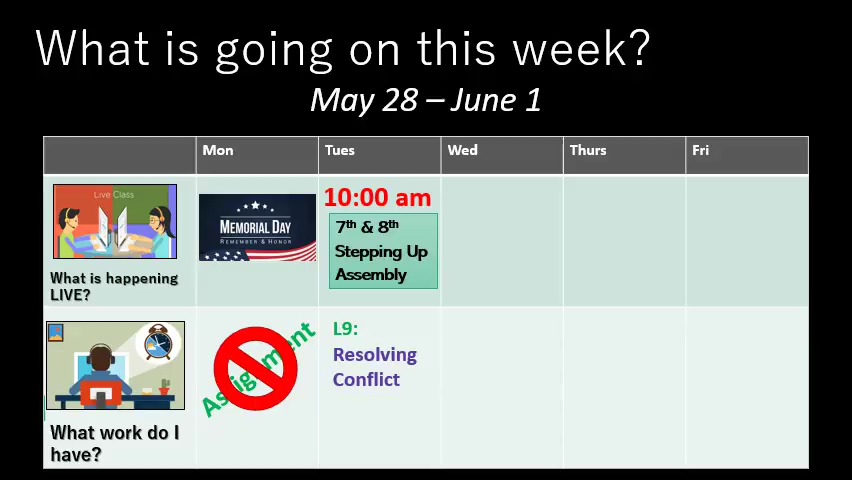 What is going on this week?
May 28 – June 1
Mon
Tues
Wed
Thurs
Fri
Live Class
What is happening
LIVE?
MEMORIAL DAY
REMEMBER & HONOR
10:00 am
7th & 8th
Stepping Up
Assembly
What work do I
have?
Assignment
L9:
Resolving
Conflict